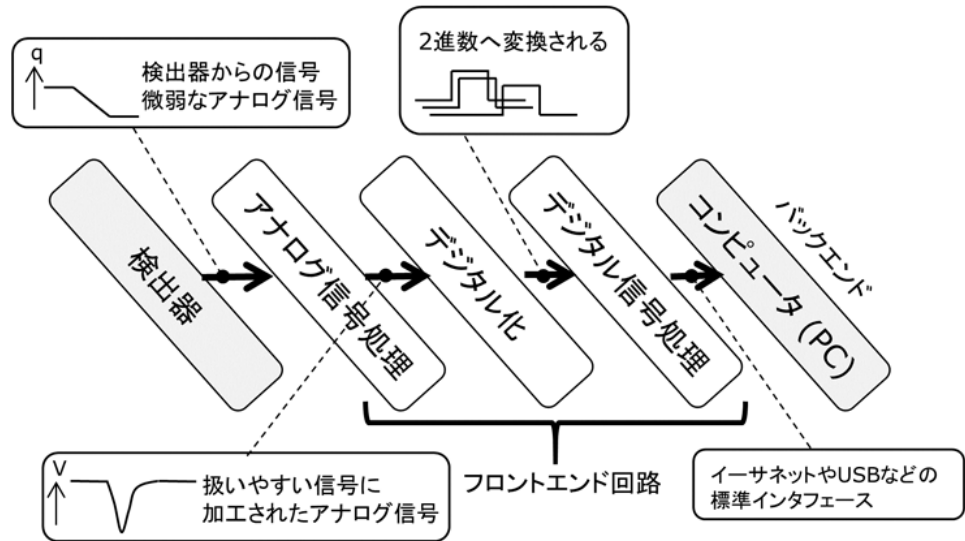 q
検出器からの信号
微弱なアナログ信号
2進数へ変換される
検出器
アナログ信号処理
デジタル化
デジタル信号処理
コンピュータ(PC)
バックエンド
V
扱いやすい信号に
加工されたアナログ信号
フロントエンド回路
イーサネットやUSBなどの
標準インタフェース